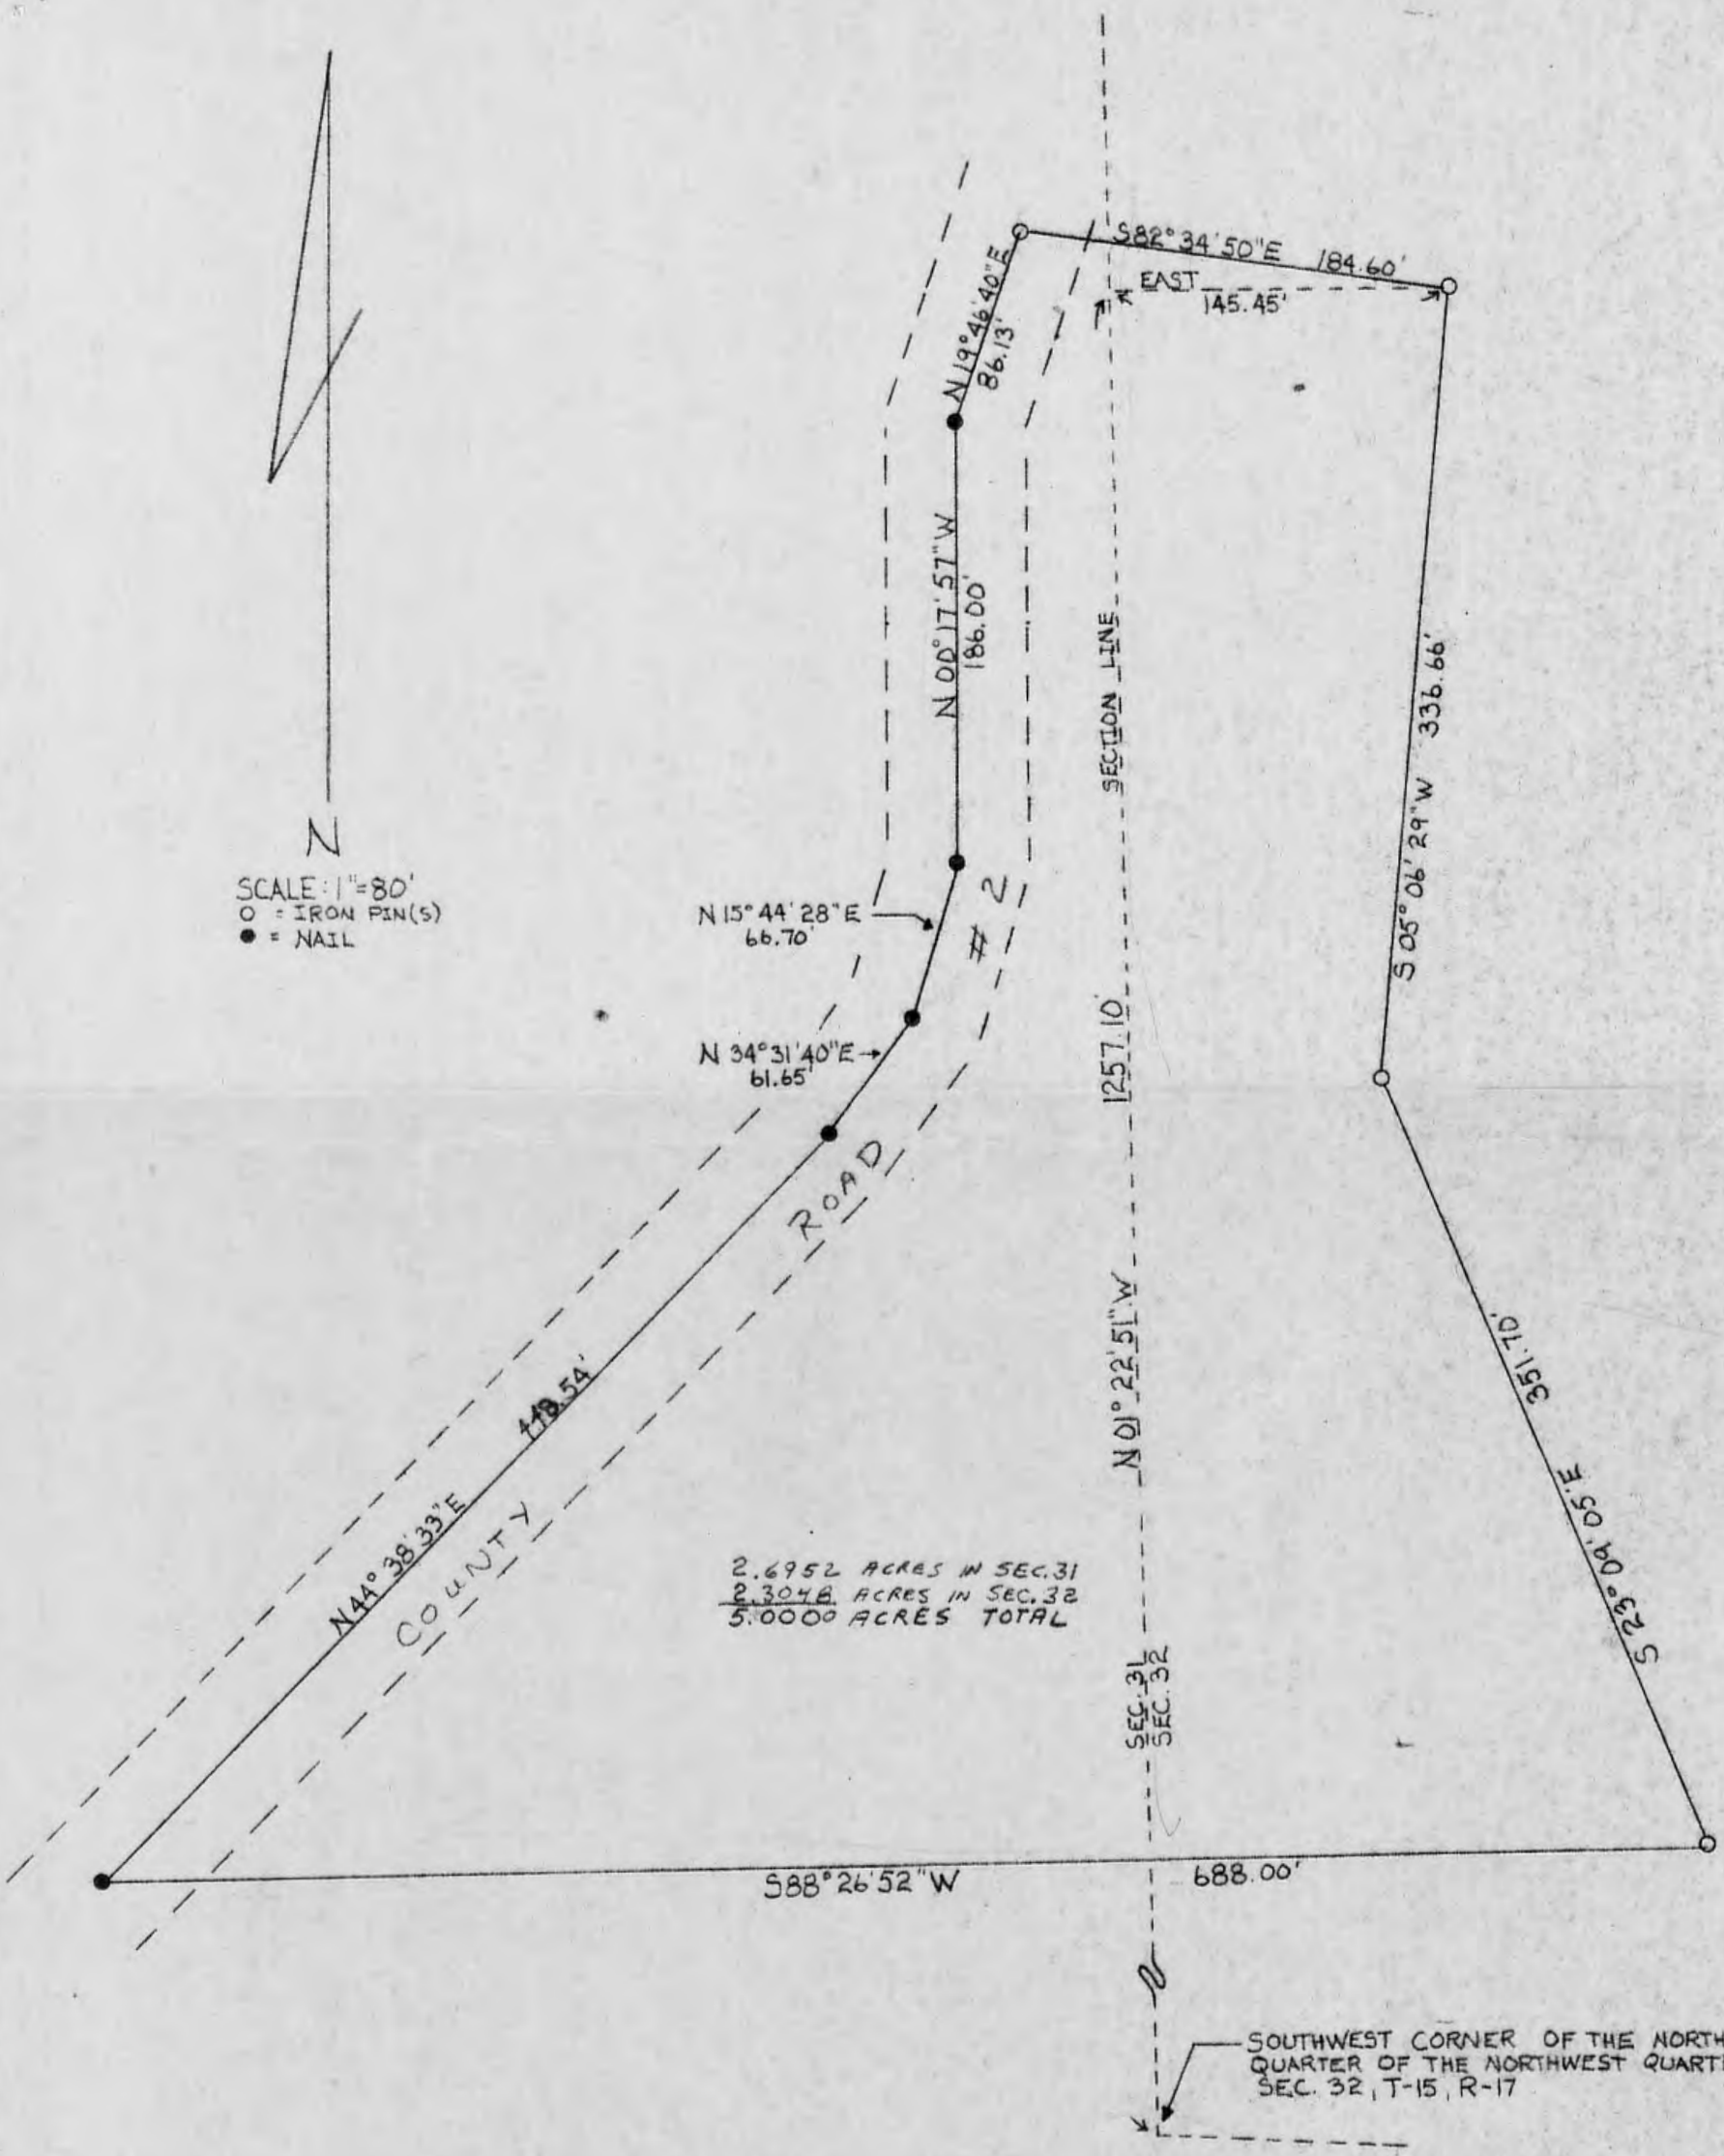 S82°34'50"E 184.60'
EAST
145.45'
N19°46'40"E
86.13'
N 00°17'57"W
186.00'
SECTION LINE
S 05° 06' 29" W 336.66'
N
SCALE: 1"=80'
O = IRON PIN(S)
● = NAIL
N 15° 44' 28" E
66.70'
# 2
N 34° 31' 40" E
61.65'
1257.10'
ROAD
N 01° 22' 51" W
351.70'
S 23° 09' 05" E
N44° 38' 33" E
COUNTY
2.6952 ACRES IN SEC.31
2.3048 ACRES IN SEC.32
5.0000 ACRES TOTAL
SEC. 31
SEC. 32
S88° 26' 52" W 688.00'
SOUTHWEST CORNER OF THE NORTH
QUARTER OF THE NORTHWEST QUART
SEC. 32, T-15, R-17